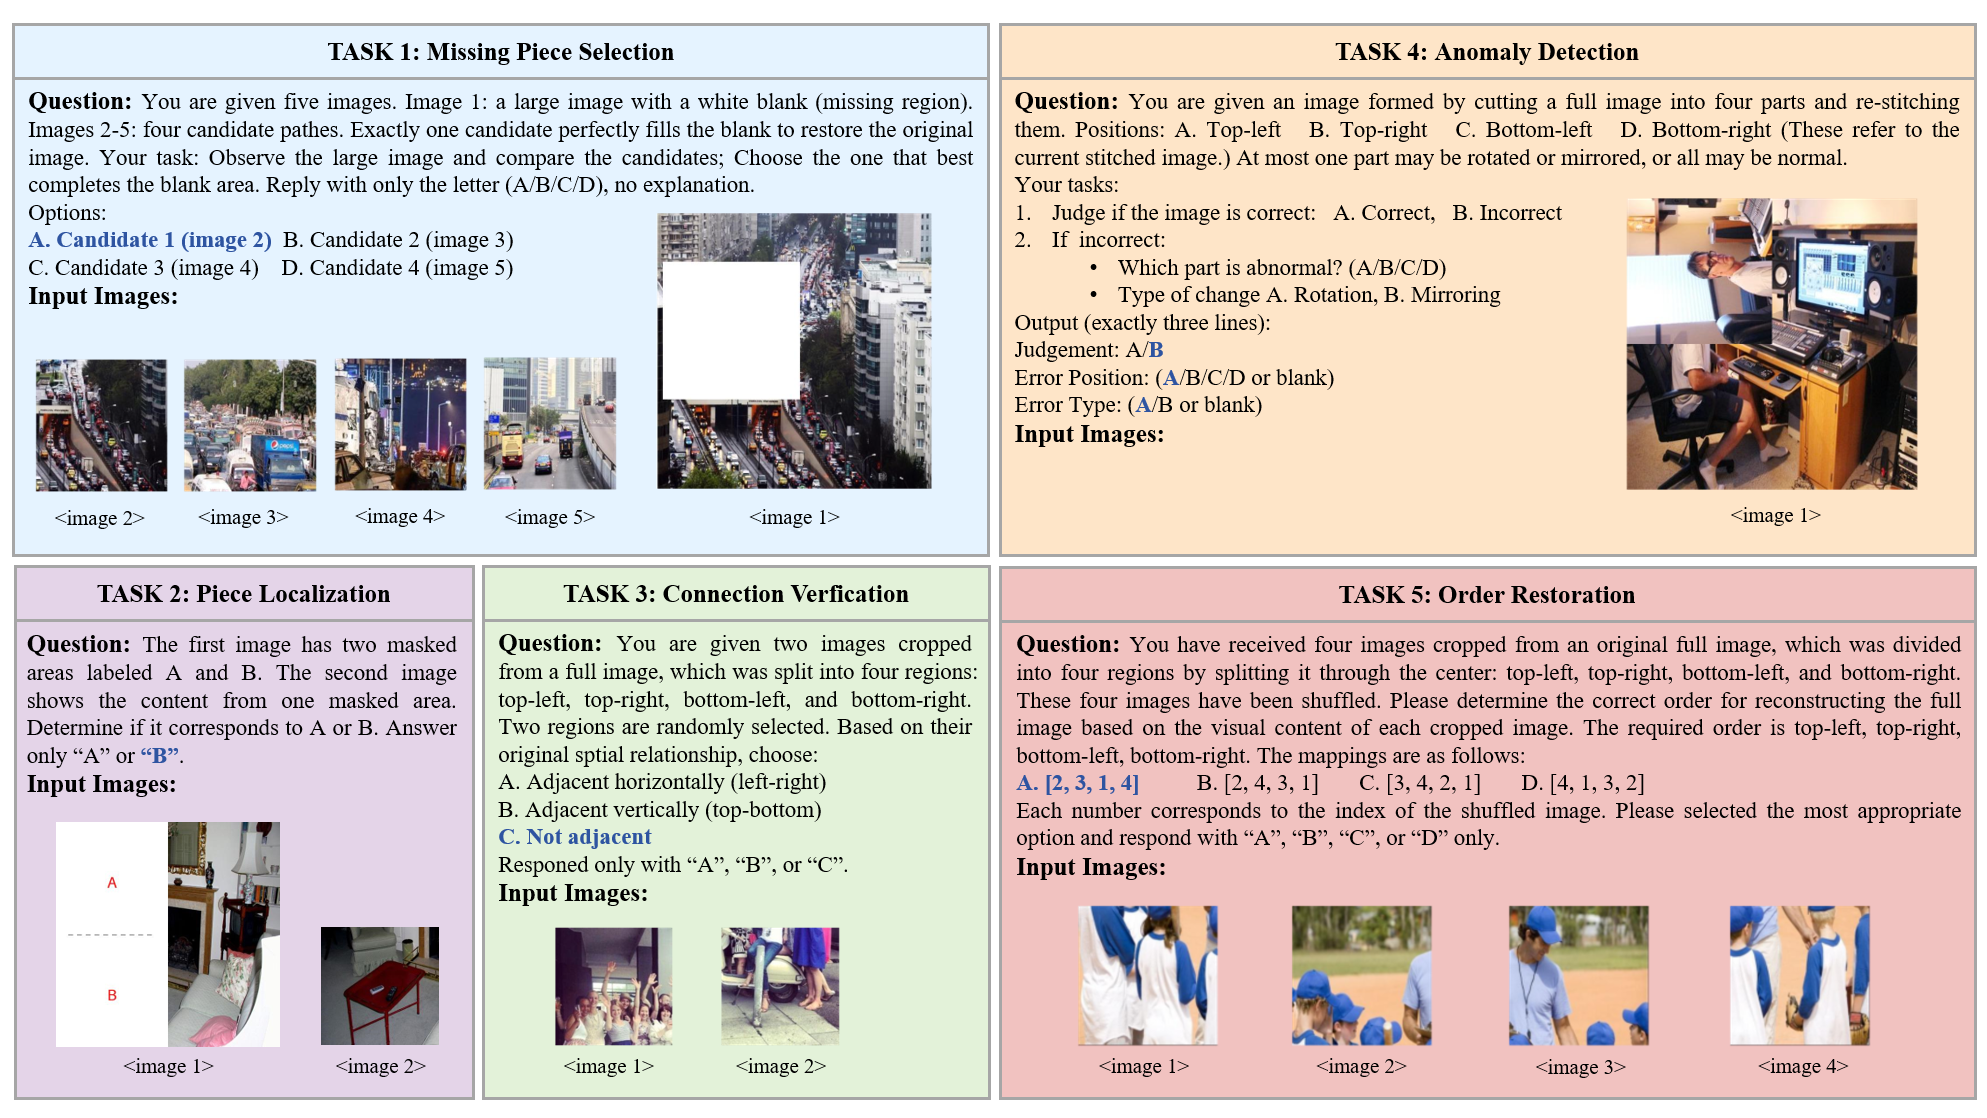 TASK 1: Missing Piece Selection
Question: You are given five images. Image 1: a large image with a white blank (missing region).
Images 2-5: four candidate pathes. Exactly one candidate perfectly fills the blank to restore the original
image. Your task: Observe the large image and compare the candidates; Choose the one that best
completes the blank area. Reply with only the letter (A/B/C/D), no explanation.
Options:
A. Candidate 1 (image 2) B. Candidate 2 (image 3)
C. Candidate 3 (image 4) D. Candidate 4 (image 5)
Input Images:
<image 2>
<image 3>
<image 4>
<image 5>
<image 1>
TASK 4: Anomaly Detection
Question: You are given an image formed by cutting a full image into four parts and re-stitching
them. Positions: A. Top-left B. Top-right C. Bottom-left D. Bottom-right (These refer to the
current stitched image.) At most one part may be rotated or mirrored, or all may be normal.
Your tasks:
1. Judge if the image is correct: A. Correct, B. Incorrect
2. If incorrect:
• Which part is abnormal? (A/B/C/D)
• Type of change A. Rotation, B. Mirroring
Output (exactly three lines):
Judgement: A/B
Error Position: (A/B/C/D or blank)
Error Type: (A/B or blank)
Input Images:
<image 1>
TASK 2: Piece Localization
Question: The first image has two masked
areas labeled A and B. The second image
shows the content from one masked area.
Determine if it corresponds to A or B. Answer
only “A” or “B”.
Input Images:
A
B
<image 1>
<image 2>
TASK 3: Connection Verfication
Question: You are given two images cropped
from a full image, which was split into four regions:
top-left, top-right, bottom-left, and bottom-right.
Two regions are randomly selected. Based on their
original sptial relationship, choose:
A. Adjacent horizontally (left-right)
B. Adjacent vertically (top-bottom)
C. Not adjacent
Responed only with “A”, “B”, or “C”.
Input Images:
<image 1>
<image 2>
TASK 5: Order Restoration
Question: You have received four images cropped from an original full image, which was divided
into four regions by splitting it through the center: top-left, top-right, bottom-left, and bottom-right.
These four images have been shuffled. Please determine the correct order for reconstructing the full
image based on the visual content of each cropped image. The required order is top-left, top-right,
bottom-left, bottom-right. The mappings are as follows:
A. [2, 3, 1, 4] B. [2, 4, 3, 1] C. [3, 4, 2, 1] D. [4, 1, 3, 2]
Each number corresponds to the index of the shuffled image. Please selected the most appropriate
option and respond with “A”, “B”, “C”, or “D” only.
Input Images:
<image 1>
<image 2>
<image 3>
<image 4>